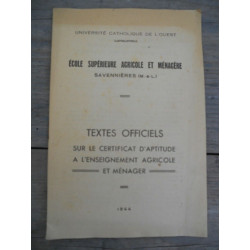 UNIVERSITÉ CATHOLIQUE DE L'OUEST
ÉCOLE SUPÉRIEURE AGRICOLE ET MÉNAGÈRE
SAVENNIÈRES (M.-&-L.)
TEXTES OFFICIELS
SUR LE CERTIFICAT D'APTITUDE
A L'ENSEIGNEMENT AGRICOLE
ET MÉNAGER